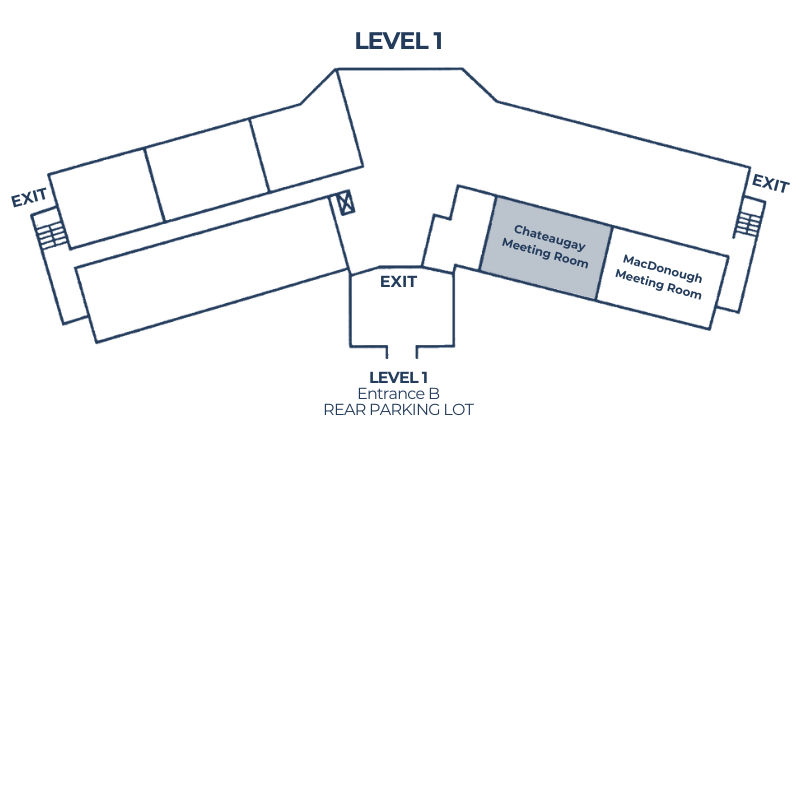 LEVEL 1
EXIT
EXIT
Chateaugay
Meeting Room
MacDonough
Meeting Room
EXIT
LEVEL 1
Entrance B
REAR PARKING LOT